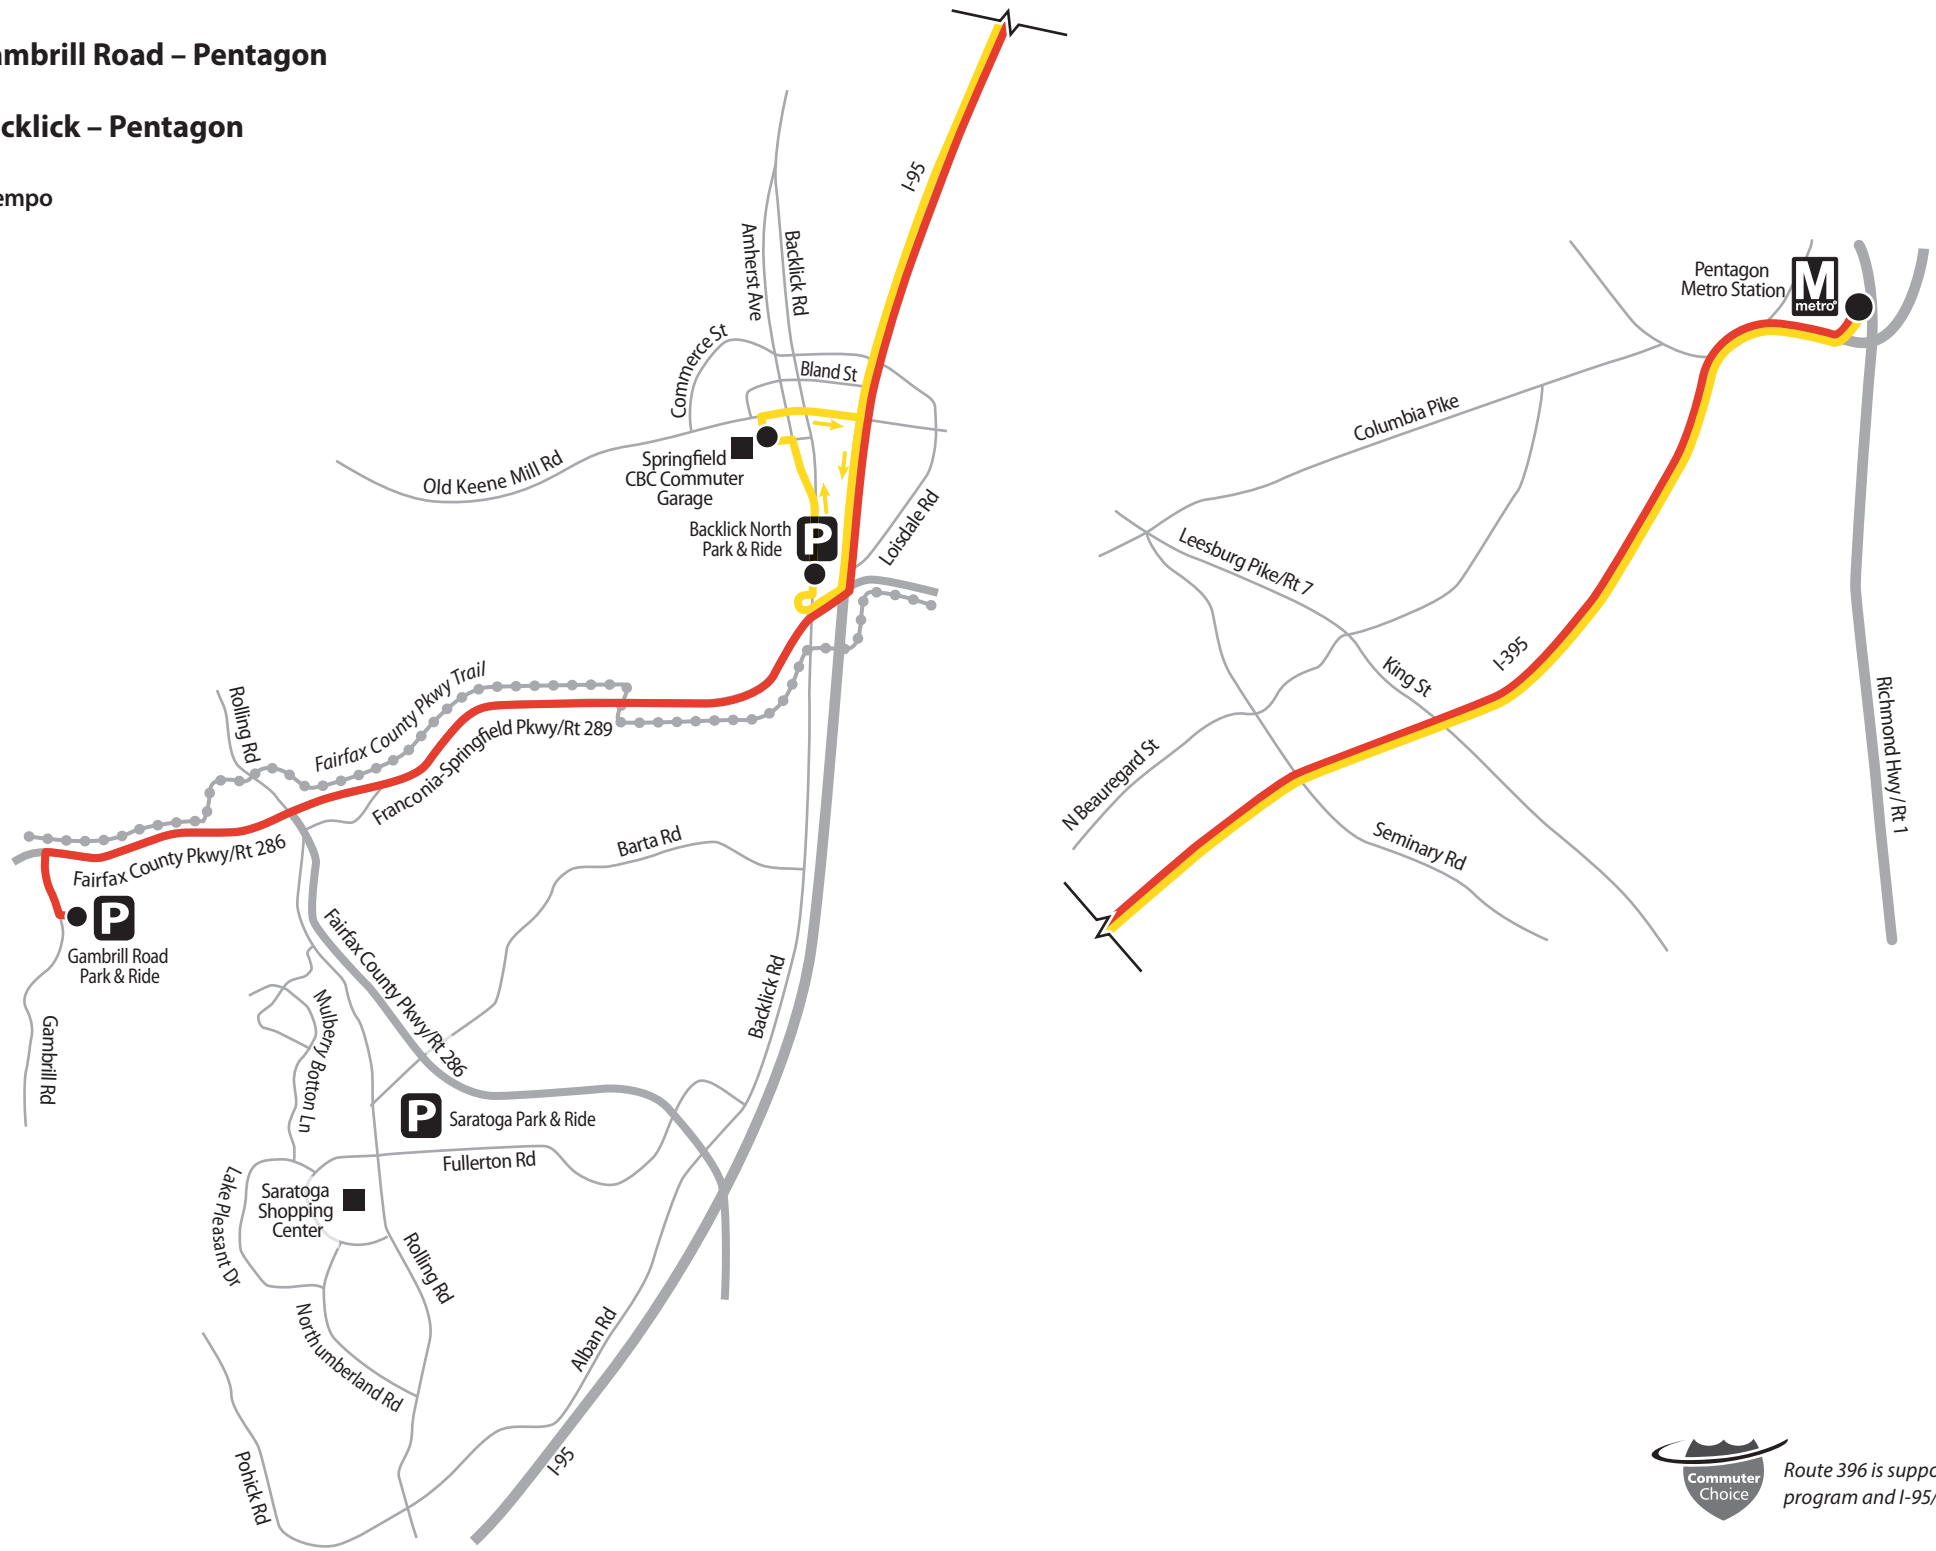 ambrill Road – Pentagon
cklick – Pentagon
empo
I-95
Amherst Ave
Backlick Rd
Commerce St
Bland St
Old Keene Mill Rd
Springfield
CBC Commuter
Garage
Backlick North
Park & Ride
P
Loisdale Rd
Rolling Rd
Fairfax County Pkwy Trail
Franconia-Springfield Pkwy/Rt 289
Fairfax County Pkwy/Rt 286
P
Gambrill Road
Park & Ride
Gambrill Rd
Barta Rd
Fairfax County Pkwy/Rt 286
Backlick Rd
Mulberry Botton Ln
P
Saratoga Park & Ride
Fullerton Rd
Lake Pleasant Dr
Saratoga
Shopping
Center
Rolling Rd
Northumberland Rd
Alban Rd
Pohick Rd
I-95
Pentagon
Metro Station
M
metro
Columbia Pike
Leesburg Pike/Rt 7
King St
I-395
N Beauregard St
Seminary Rd
Richmond Hwy/Rt 1
Commuter
Choice
Route 396 is suppo
program and I-95/